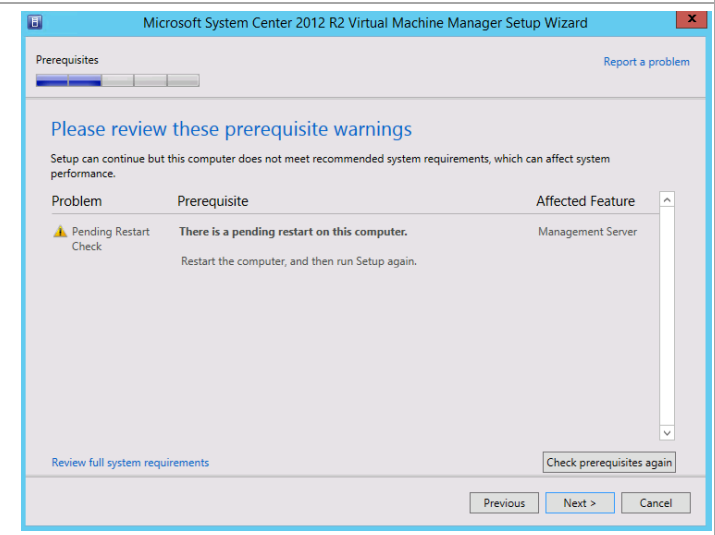 Microsoft System Center 2012 R2 Virtual Machine Manager Setup Wizard
x
Prerequisites
Report a problem
Please review these prerequisite warnings
Setup can continue but this computer does not meet recommended system requirements, which can affect system
performance.
Problem Prerequisite Affected Feature
Pending Restart There is a pending restart on this computer. Management Server
Check
Restart the computer, and then run Setup again.
Review full system requirements Check prerequisites again
Previous Next > Cancel